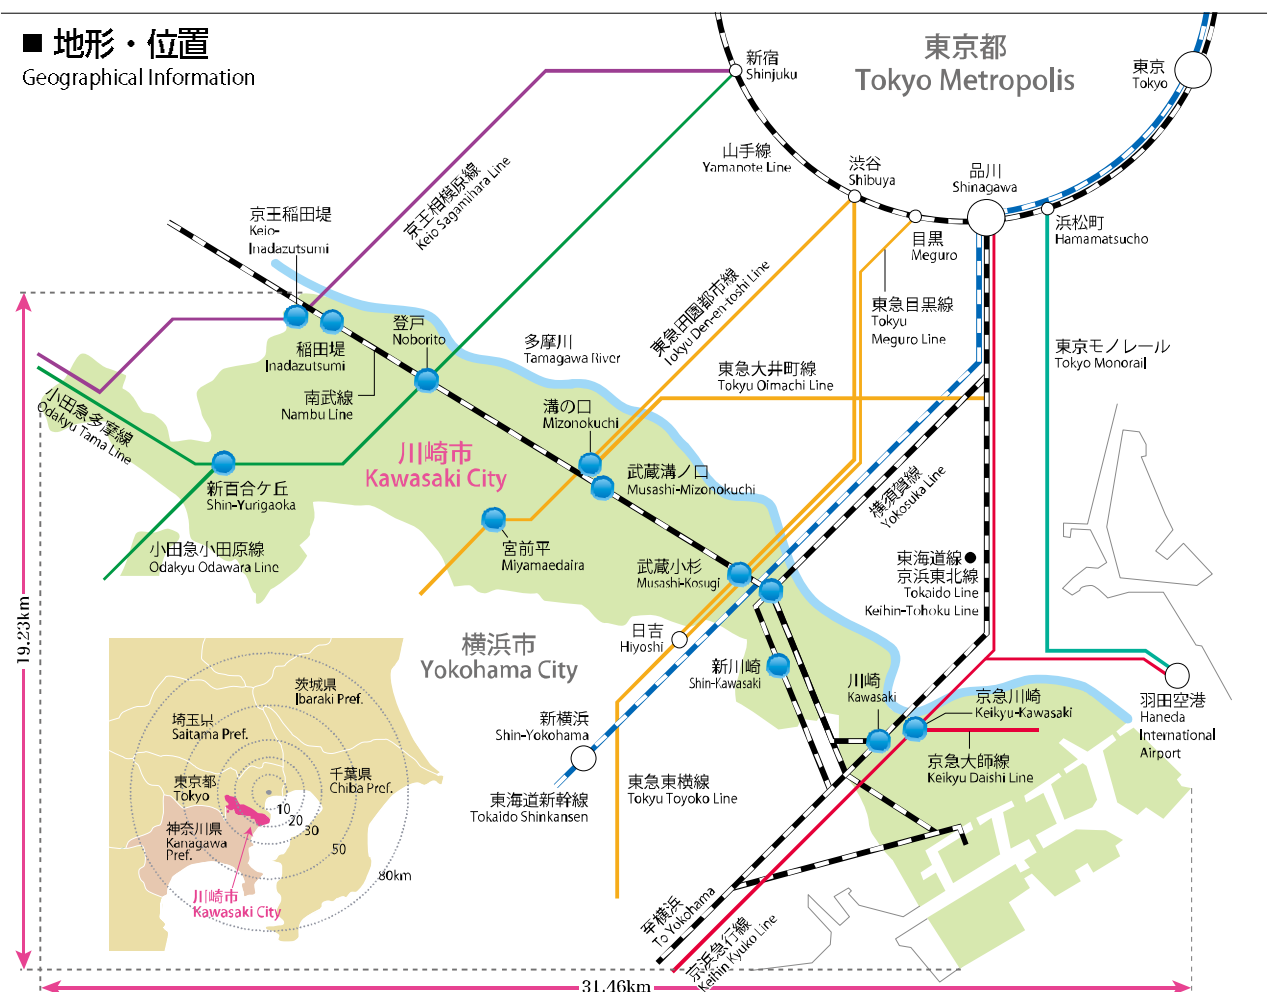 ■ 地形・位置
Geographical Information
東京都
Tokyo Metropolis
新宿
Shinjuku
東京
Tokyo
山手線
Yamanote Line
渋谷
Shibuya
品川
Shinagawa
目黒
Meguro
浜松町
Hamamatsucho
京王稲田堤
Keio-
Inadazutsumi
京王相模原線
Keio Sagamihara Line
稲田堤
Inadazutsumi
登戸
Noborito
多摩川
Tamagawa River
東急田園都市線
Tokyu Den-en-toshi Line
東急目黒線
Tokyu
Meguro Line
東急大井町線
Tokyu Oimachi Line
東京モノレール
Tokyo Monorail
南武線
Nambu Line
小田急多摩線
Odakyu Tama Line
溝の口
Mizonokuchi
川崎市
Kawasaki City
武蔵溝ノ口
Musashi-Mizonokuchi
新百合ケ丘
Shin-Yurigaoka
横須賀線
Yokosuka Line
小田急小田原線
Odakyu Odawara Line
宮前平
Miyamaedaira
武蔵小杉
Musashi-Kosugi
東海道線
京浜東北線
Tokaido Line
Keihin-Tohoku Line
19.23km
横浜市
Yokohama City
日吉
Hiyoshi
新川崎
Shin-Kawasaki
川崎
Kawasaki
京急川崎
Keikyu-Kawasaki
羽田空港
Haneda
International
Airport
新横浜
Shin-Yokohama
京急大師線
Keikyu Daishi Line
東海道新幹線
Tokaido Shinkansen
東急東横線
Tokyu Toyoko Line
茨城県
Ibaraki Pref.
埼玉県
Saitama Pref.
東京都
Tokyo
千葉県
Chiba Pref.
神奈川県
Kanagawa
Pref.
10
20
30
50
80km
川崎市
Kawasaki City
至横浜
To Yokohama
京浜急行線
Keihin Kyuko Line
31.46km